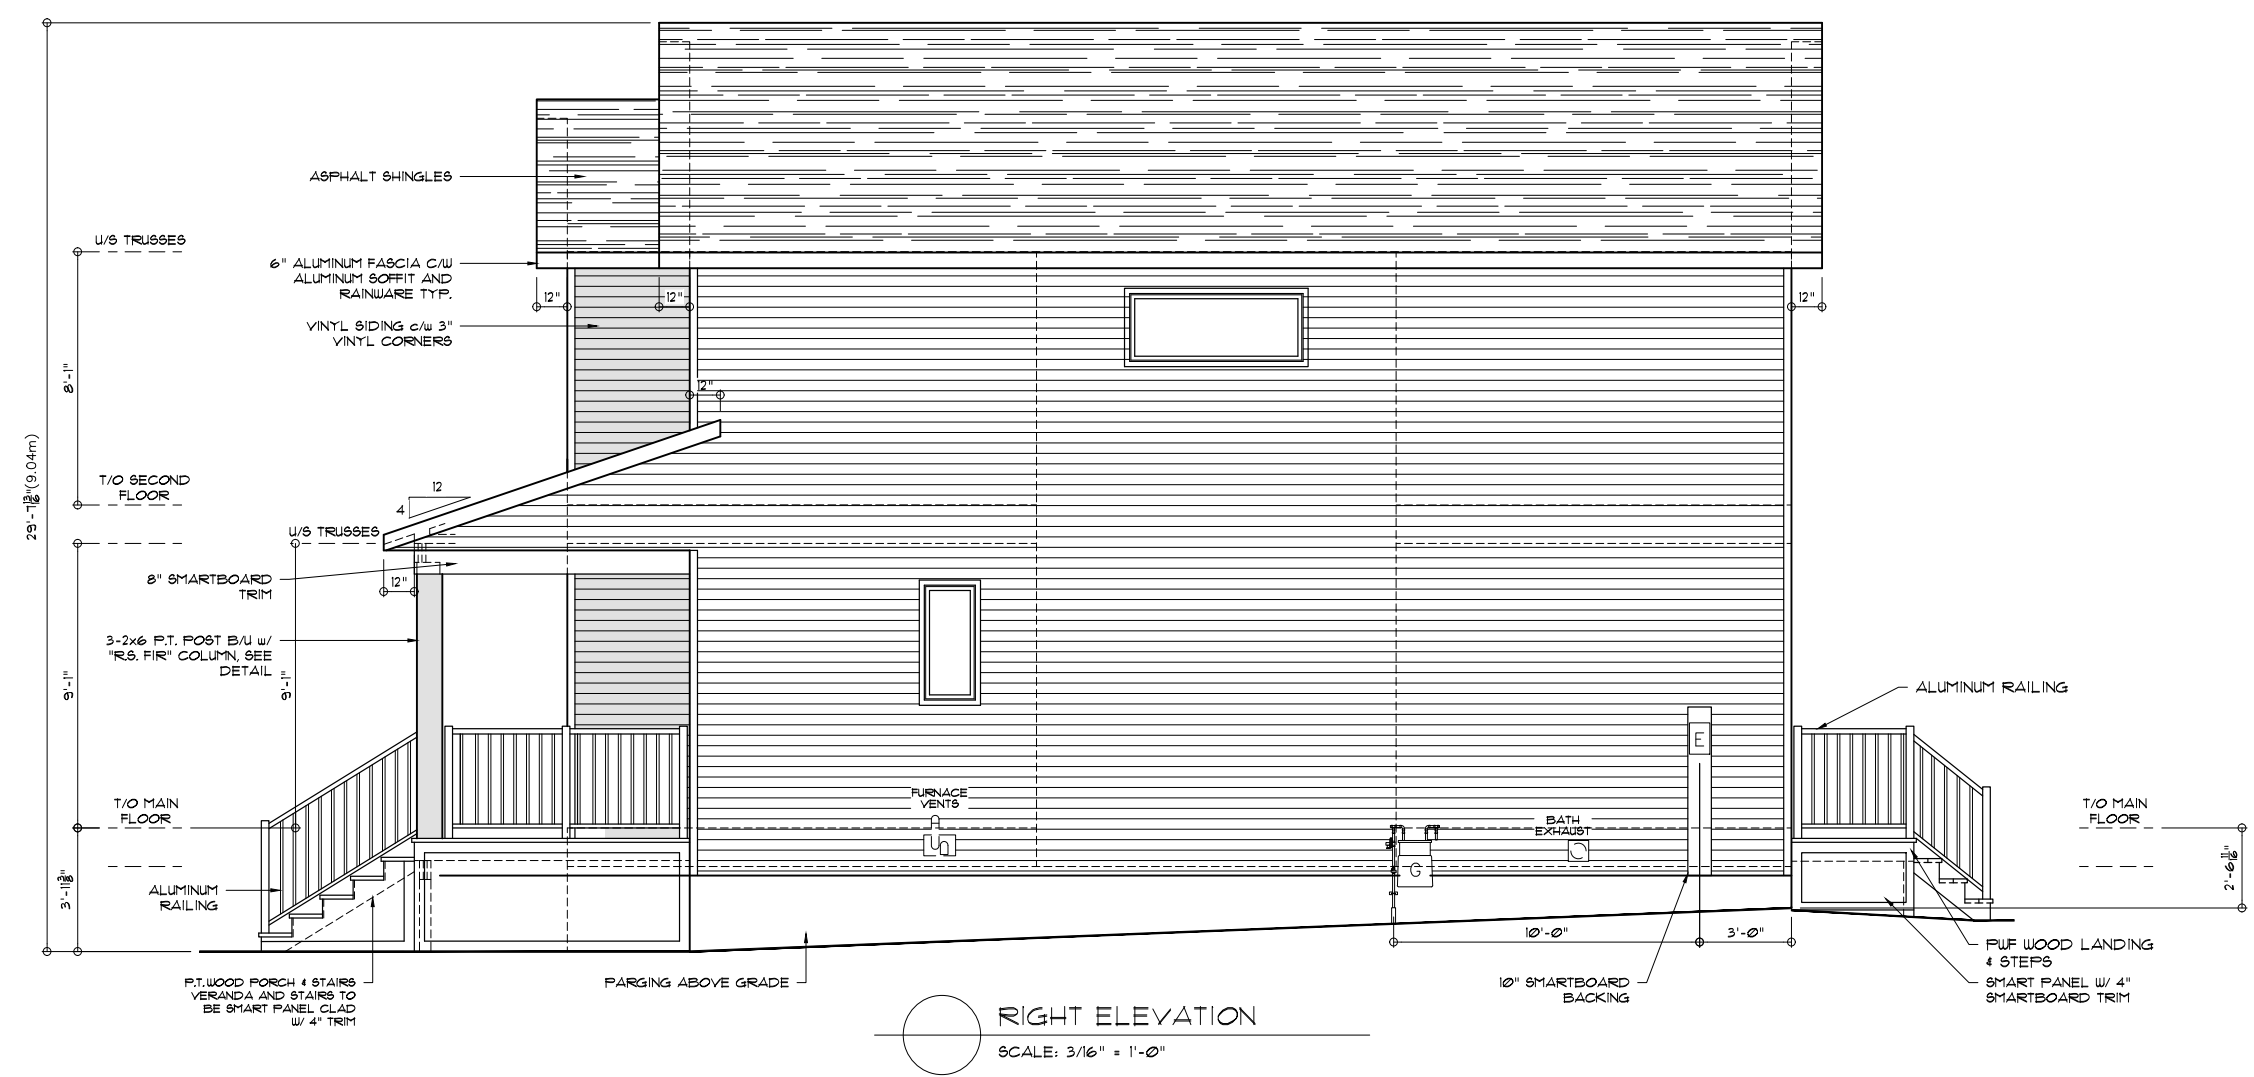 ASPHALT SHINGLES
U/S TRUSSES
6" ALUMINUM FASCIA C/W
ALUMINUM SOFFIT AND
RAINWARE TYP.
12"
12"
12"
VINYL SIDING c/w 3"
VINYL CORNERS
8'-1"
12"
29'-7 13/16" (9.04m)
T/O SECOND
FLOOR
12
4
U/S TRUSSES
8" SMARTBOARD
TRIM
12"
3-2x6 P.T. POST B/U w/
"R.S. FIR" COLUMN, SEE
DETAIL
9'-1"
9'-1"
ALUMINUM RAILING
E
FURNACE
VENTS
T/O MAIN
FLOOR
T/O MAIN
FLOOR
BATH
EXHAUST
G
3'-11 3/8"
2'-6 11/16"
ALUMINUM
RAILING
10'-0"
3'-0"
PWF WOOD LANDING
& STEPS
P.T. WOOD PORCH & STAIRS
VERANDA AND STAIRS TO
BE SMART PANEL CLAD
W/ 4" TRIM
PARGING ABOVE GRADE
10" SMARTBOARD
BACKING
SMART PANEL W/ 4"
SMARTBOARD TRIM
RIGHT ELEVATION
SCALE: 3/16" = 1'-0"